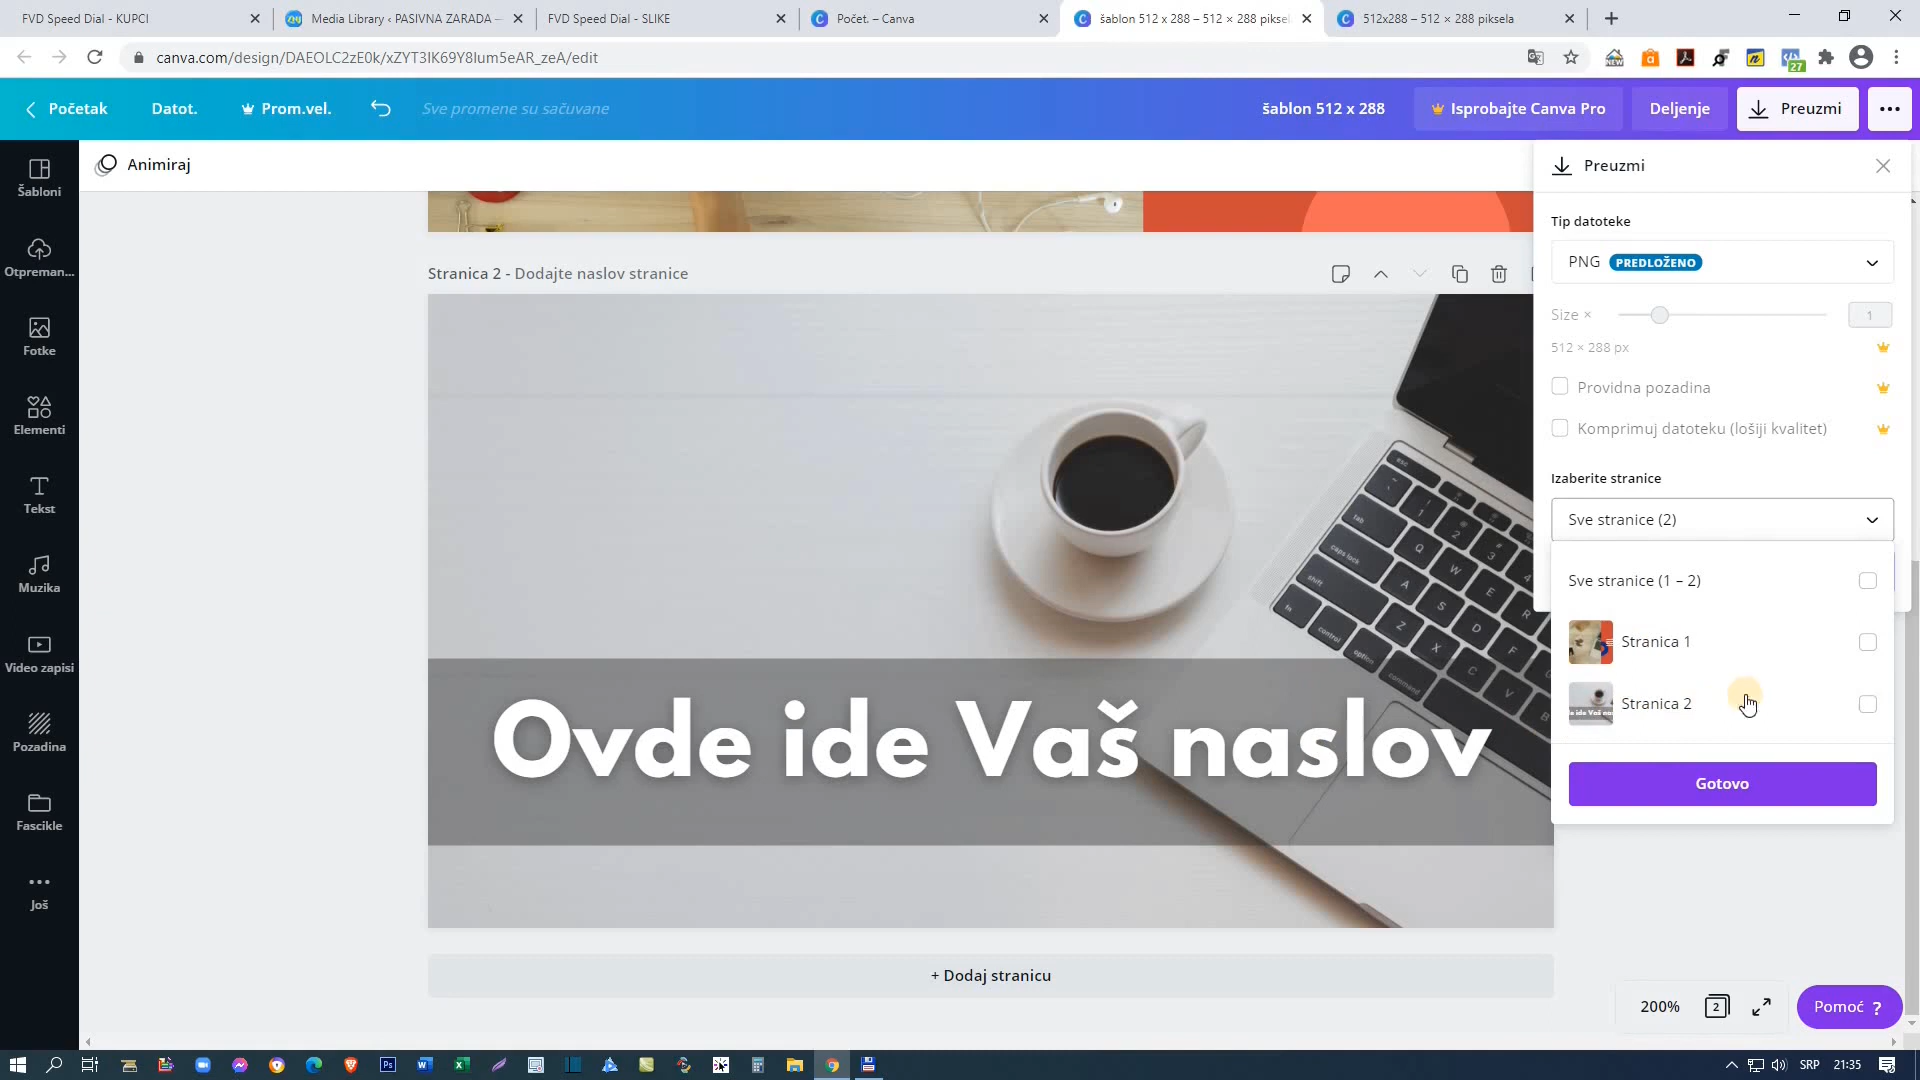 FVD Speed Dial - KUPCI
Media Library ‹ PASIVNA ZARADA —
FVD Speed Dial - SLIKE
Počet. – Canva
šablon 512 x 288 – 512 × 288 piksel
512x288 – 512 × 288 piksela
canva.com/design/DAEOLC2zE0k/xZYT3IK69Y8Ium5eAR_zeA/edit
27
Početak
Datot.
Prom.vel.
Sve promene su sačuvane
šablon 512 x 288
Isprobajte Canva Pro
Deljenje
Preuzmi
Animiraj
Preuzmi
Šabloni
Otpreman...
Fotke
Elementi
Tekst
Muzika
Video zapisi
Pozadina
Fascikle
Još
Stranica 2 - Dodajte naslov stranice
Ovde ide Vaš naslov
+ Dodaj stranicu
Tip datoteke
PNG PREDLOŽENO
Size × 1
512 × 288 px
Providna pozadina
Komprimuj datoteku (lošiji kvalitet)
Izaberite stranice
Sve stranice (2)
Sve stranice (1 – 2)
Stranica 1
Stranica 2
Gotovo
200%
2
Pomoć ?
SRP
21:35